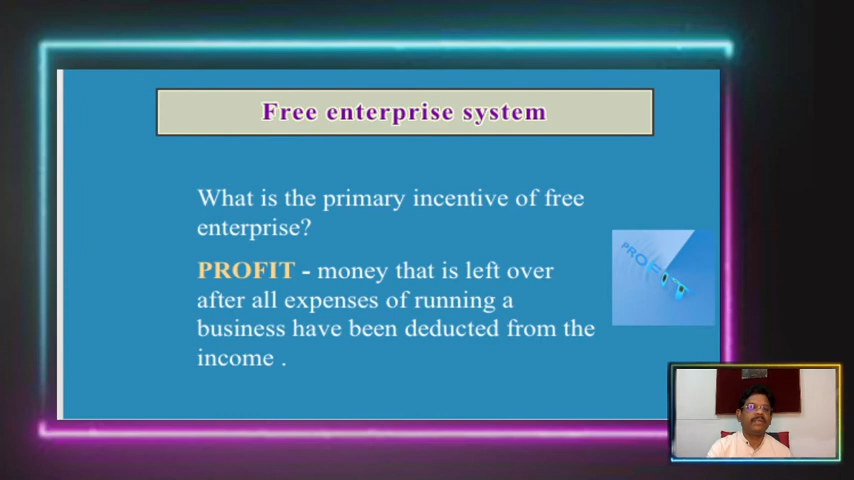 Free enterprise system
What is the primary incentive of free
enterprise?
PROFIT - money that is left over
after all expenses of running a
business have been deducted from the
income .
PROFIT